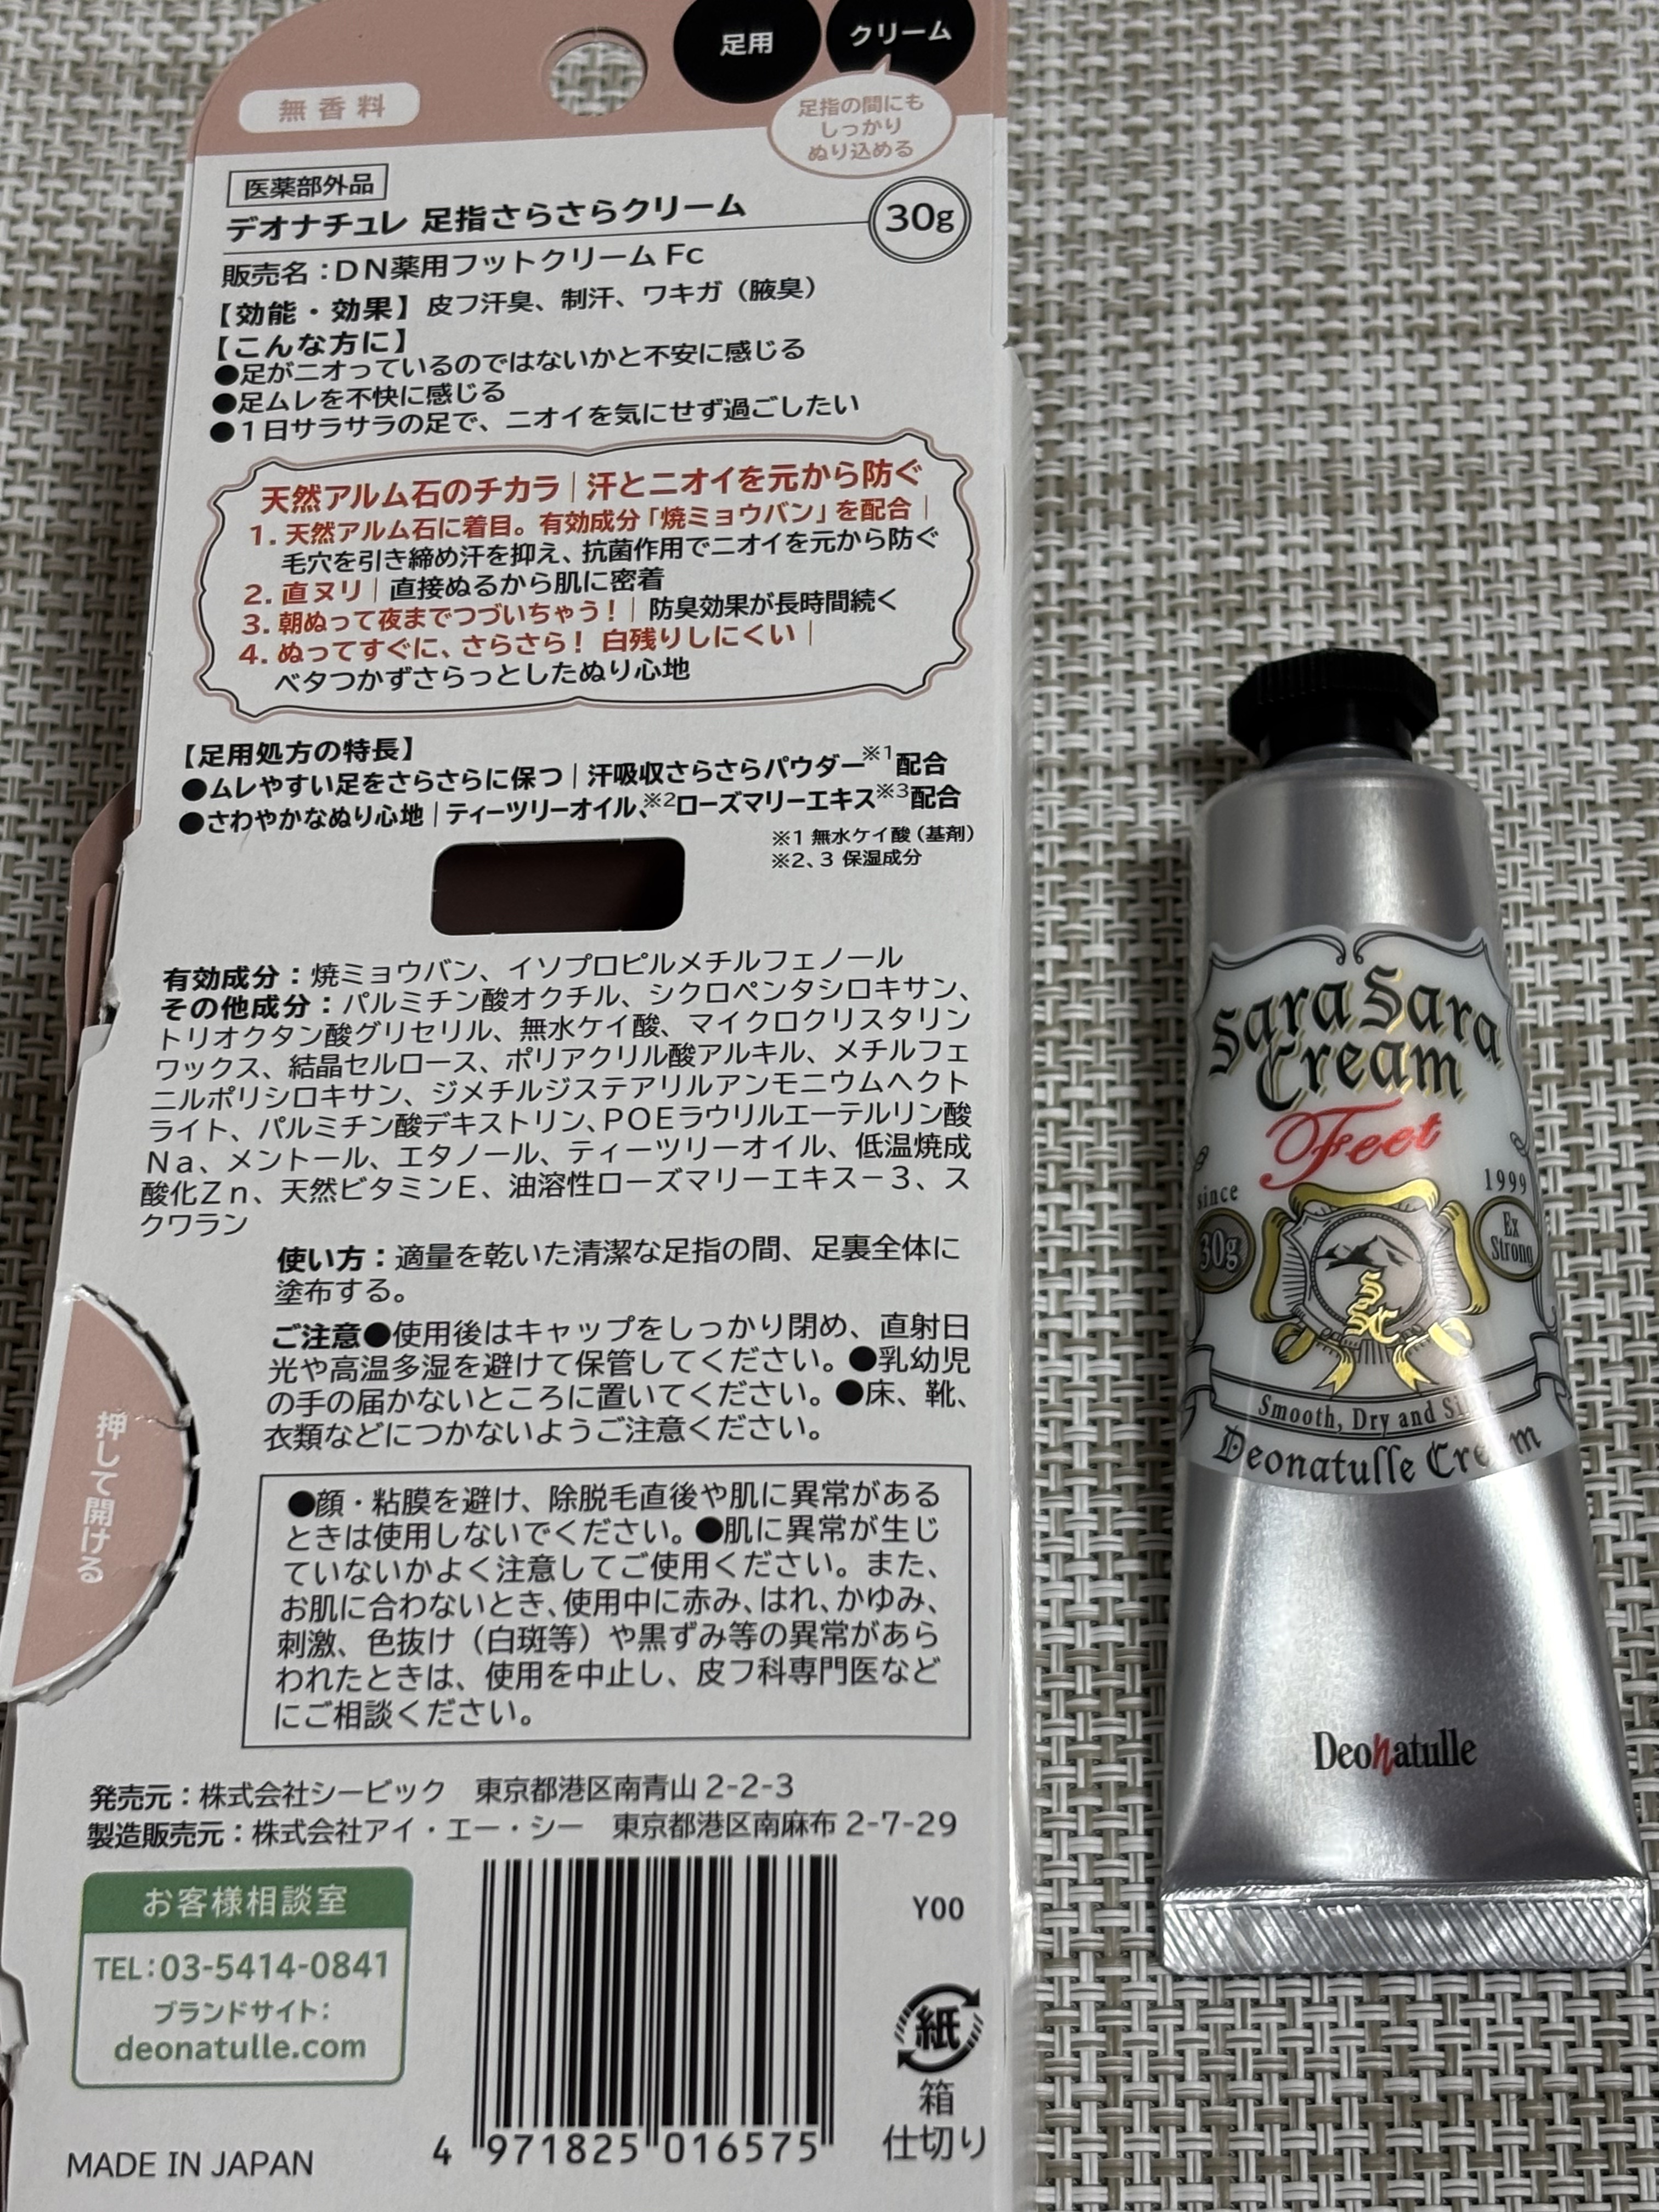 足用
クリーム
無香料
足指の間にも
しっかり
ぬり込める
医薬部外品
デオナチュレ 足指さらさらクリーム
30g
販売名：DN薬用フットクリーム Fc
【効能・効果】皮フ汗臭、制汗、ワキガ（腋臭）
【こんな方に】
●足がニオっているのではないかと不安に感じる
●足ムレを不快に感じる
●1日サラサラの足で、ニオイを気にせず過ごしたい
天然アルム石のチカラ｜汗とニオイを元から防ぐ
1. 天然アルム石に着目。有効成分「焼ミョウバン」を配合｜
毛穴を引き締め汗を抑え、抗菌作用でニオイを元から防ぐ
2. 直ヌリ｜直接ぬるから肌に密着
3. 朝ぬって夜までつづいちゃう！｜防臭効果が長時間続く
4. ぬってすぐに、さらさら！ 白残りしにくい｜
ベタつかずさらっとしたぬり心地
【足用処方の特長】
●ムレやすい足をさらさらに保つ｜汗吸収さらさらパウダー※1配合
●さわやかなぬり心地｜ティーツリーオイル、※2ローズマリーエキス※3配合
※1 無水ケイ酸（基剤）
※2、3 保湿成分
有効成分：焼ミョウバン、イソプロピルメチルフェノール
その他成分：パルミチン酸オクチル、シクロペンタシロキサン、
トリオクタン酸グリセリル、無水ケイ酸、マイクロクリスタリン
ワックス、結晶セルロース、ポリアクリル酸アルキル、メチルフェ
ニルポリシロキサン、ジメチルジステアリルアンモニウムヘクト
ライト、パルミチン酸デキストリン、POEラウリルエーテルリン酸
Na、メントール、エタノール、ティーツリーオイル、低温焼成
酸化Zn、天然ビタミンE、油溶性ローズマリーエキス－3、ス
クワラン
使い方：適量を乾いた清潔な足指の間、足裏全体に
塗布する。
ご注意●使用後はキャップをしっかり閉め、直射日
光や高温多湿を避けて保管してください。●乳幼児
の手の届かないところに置いてください。●床、靴、
衣類などにつかないようご注意ください。
押して開ける
●顔・粘膜を避け、除脱毛直後や肌に異常がある
ときは使用しないでください。●肌に異常が生じ
ていないかよく注意してご使用ください。また、
お肌に合わないとき、使用中に赤み、はれ、かゆみ、
刺激、色抜け（白斑等）や黒ずみ等の異常があら
われたときは、使用を中止し、皮フ科専門医など
にご相談ください。
発売元：株式会社シービック 東京都港区南青山 2-2-3
製造販売元：株式会社アイ・エー・シー 東京都港区南麻布 2-7-29
お客様相談室
TEL：03-5414-0841
ブランドサイト：
deonatulle.com
Y00
紙
箱
仕切り
4 971825 016575
MADE IN JAPAN
Sara Sara
Cream
Feet
since 1999
30g
Ex
Strong
SSC
Smooth, Dry and
Deonatulle Cream
Deonatulle